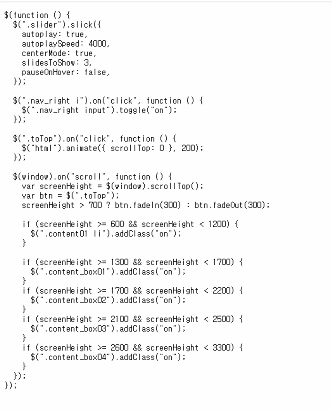 $(function () {
  $(".slider").slick({
    autoplay: true,
    autoplaySpeed: 4000,
    centerMode: true,
    slidesToShow: 3,
    pauseOnHover: false,
  });

  $(".nav_right i").on("click", function () {
    $(".nav_right input").toggle("on");
  });

  $(".toTop").on("click", function () {
    $("html").animate({ scrollTop: 0 }, 200);
  });

  $(window).on("scroll", function () {
    var screenHeight = $(window).scrollTop();
    var btn = $(".toTop");
    screenHeight > 700 ? btn.fadeIn(300) : btn.fadeOut(300);

    if (screenHeight >= 600 && screenHeight < 1200) {
      $(".content01 li").addClass("on");
    }

    if (screenHeight >= 1300 && screenHeight < 1700) {
      $(".content_box01").addClass("on");
    }
    if (screenHeight >= 1700 && screenHeight < 2200) {
      $(".content_box02").addClass("on");
    }
    if (screenHeight >= 2100 && screenHeight < 2500) {
      $(".content_box03").addClass("on");
    }
    if (screenHeight >= 2600 && screenHeight < 3300) {
      $(".content_box04").addClass("on");
    }
  });
});